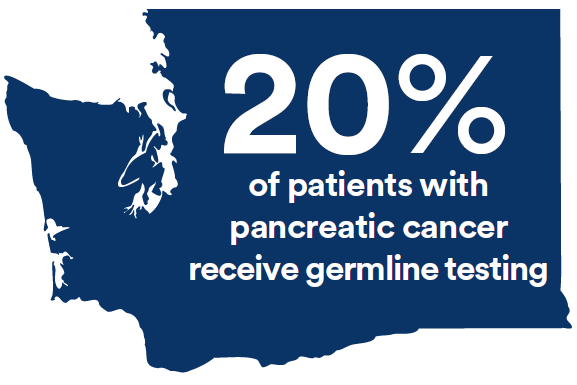 20%
of patients with
pancreatic cancer
receive germline testing